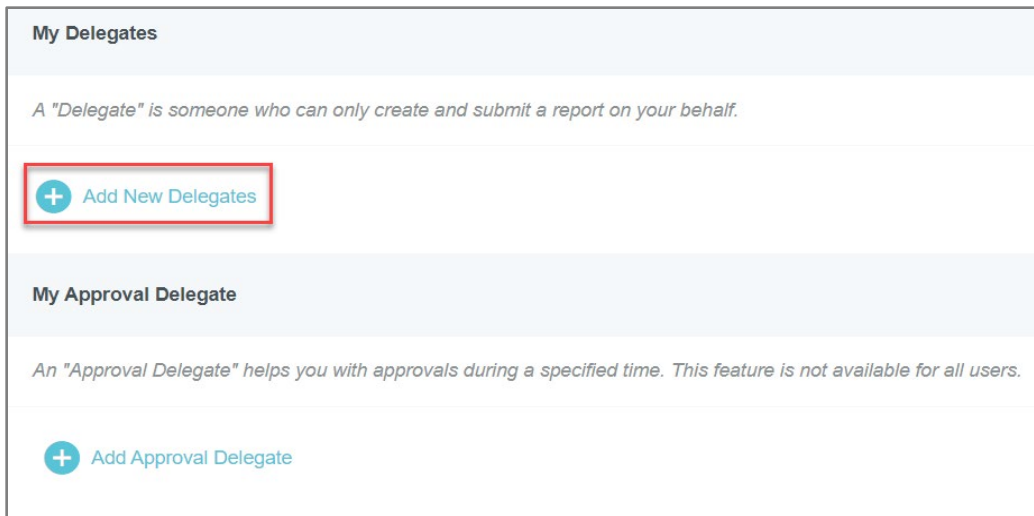 My Delegates
A "Delegate" is someone who can only create and submit a report on your behalf.
Add New Delegates
My Approval Delegate
An "Approval Delegate" helps you with approvals during a specified time. This feature is not available for all users.
Add Approval Delegate